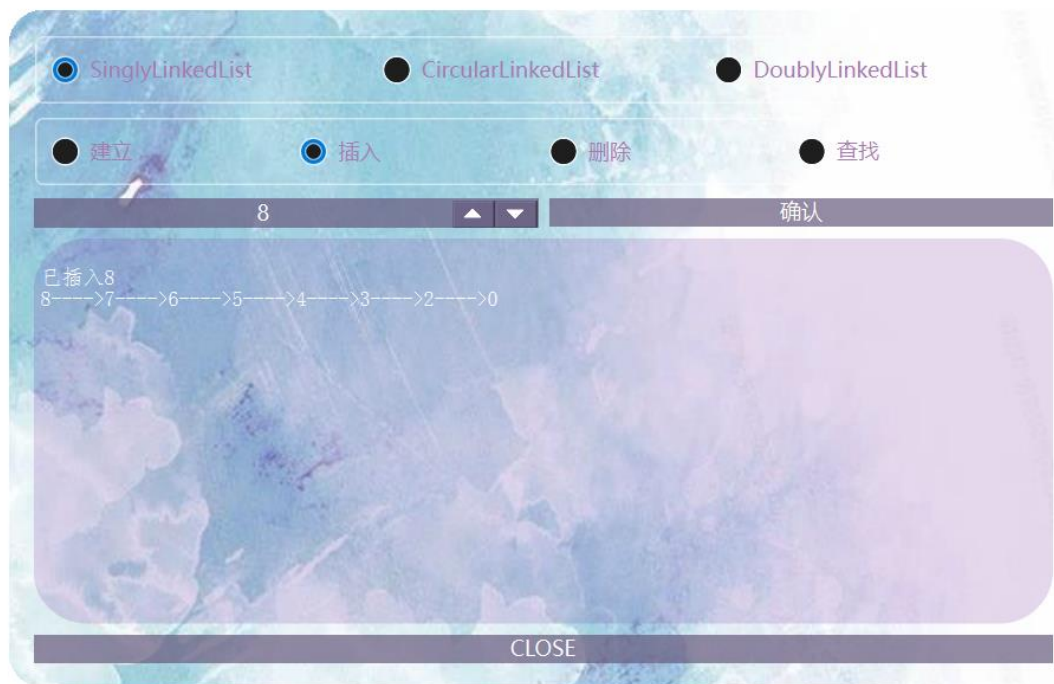 SinglyLinkedList CircularLinkedList DoublyLinkedList
建立 插入 删除 查找
8 确认
已插入8
8---->7---->6---->5---->4---->3---->2---->0
CLOSE